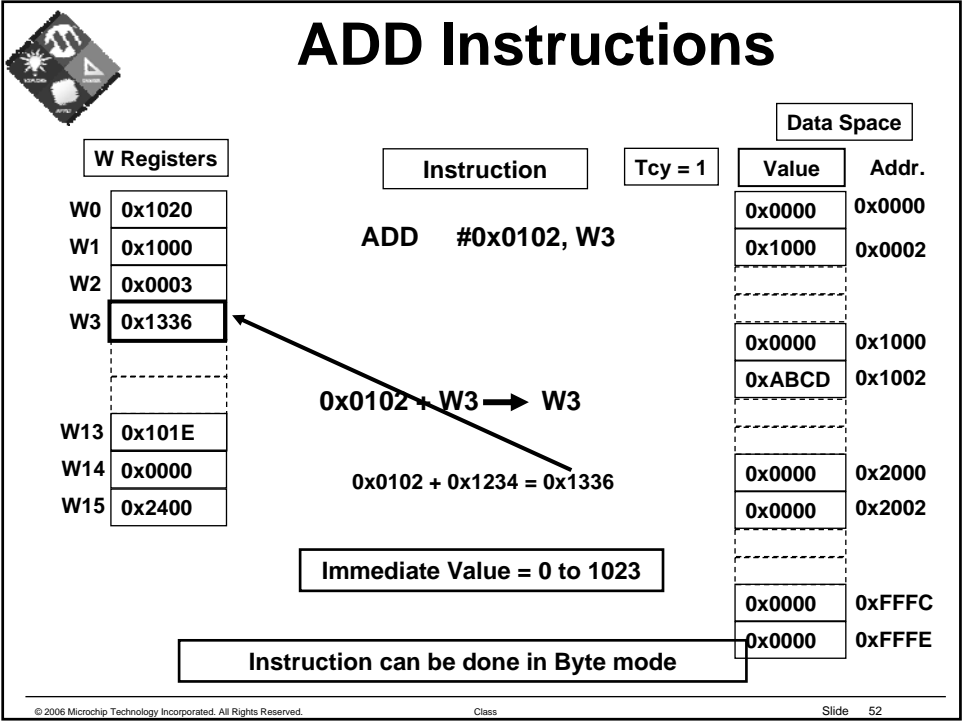 ADD Instructions
Data Space
W Registers
Instruction
Tcy = 1
Value Addr.
W0 0x1020
W1 0x1000
W2 0x0003
W3 0x1336
W13 0x101E
W14 0x0000
W15 0x2400
ADD #0x0102, W3
0x0102 + W3 → W3
0x0102 + 0x1234 = 0x1336
0x0000 0x0000
0x1000 0x0002
0x0000 0x1000
0xABCD 0x1002
0x0000 0x2000
0x0000 0x2002
0x0000 0xFFFC
0x0000 0xFFFE
Immediate Value = 0 to 1023
Instruction can be done in Byte mode
© 2006 Microchip Technology Incorporated. All Rights Reserved. Class Slide 52